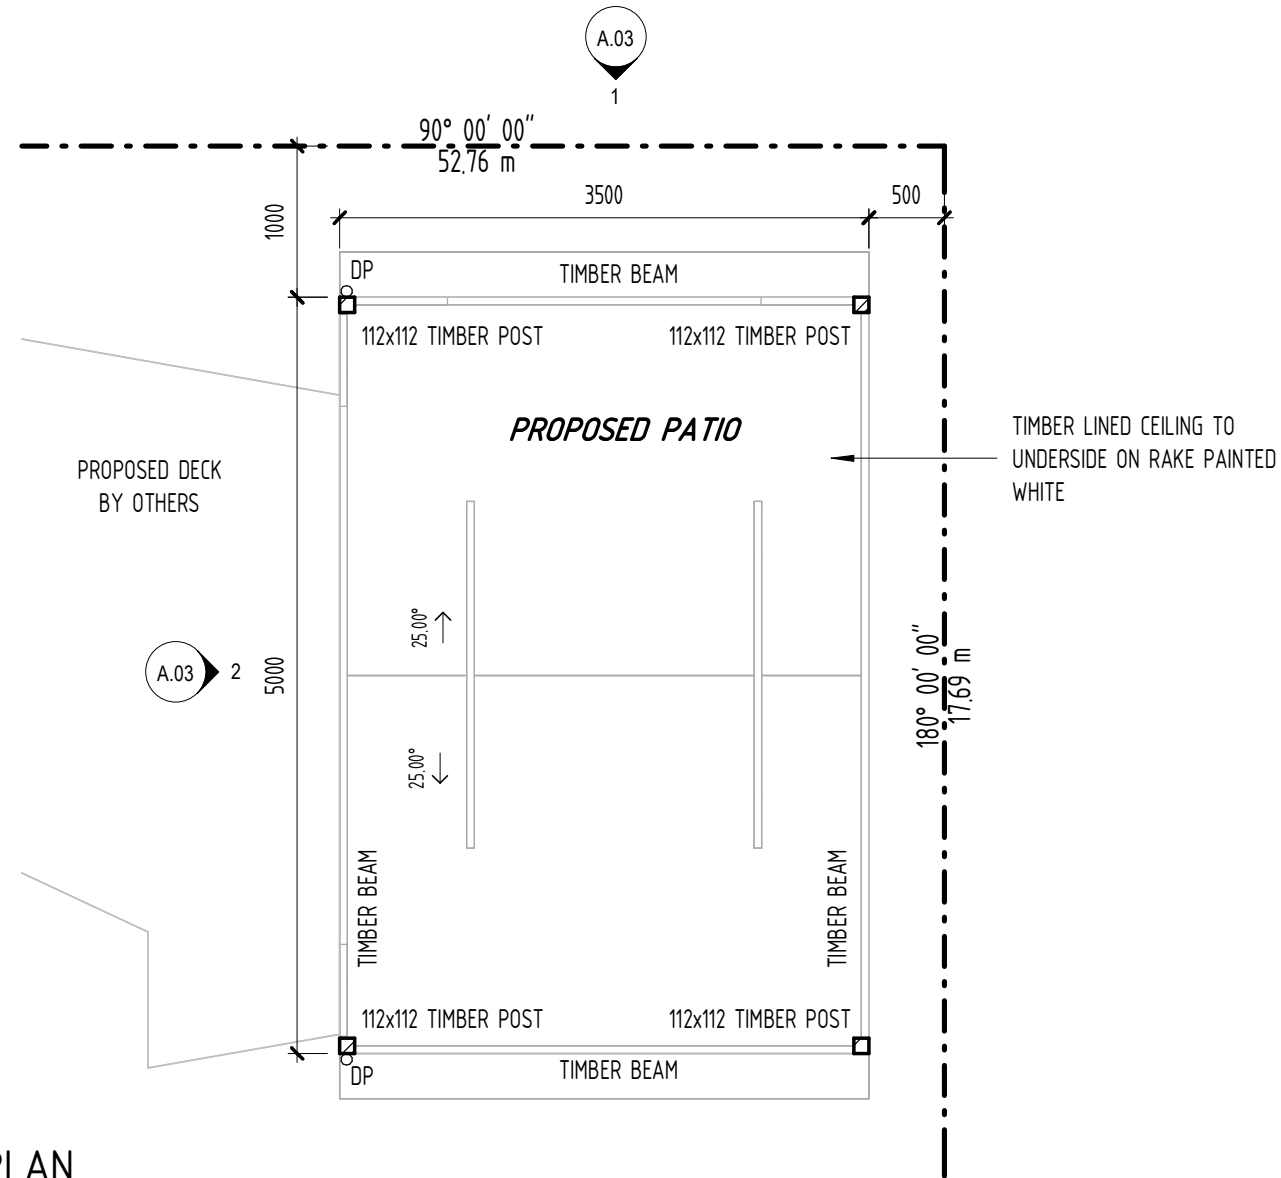 A.03
1
90° 00' 00"
52.76 m
3500
500
1000
DP
TIMBER BEAM
112x112 TIMBER POST
112x112 TIMBER POST
PROPOSED PATIO
TIMBER LINED CEILING TO
UNDERSIDE ON RAKE PAINTED
WHITE
PROPOSED DECK
BY OTHERS
25.00°
A.03
2
5000
180° 00' 00"
17.69 m
25.00°
TIMBER BEAM
TIMBER BEAM
112x112 TIMBER POST
112x112 TIMBER POST
DP
TIMBER BEAM
PLAN